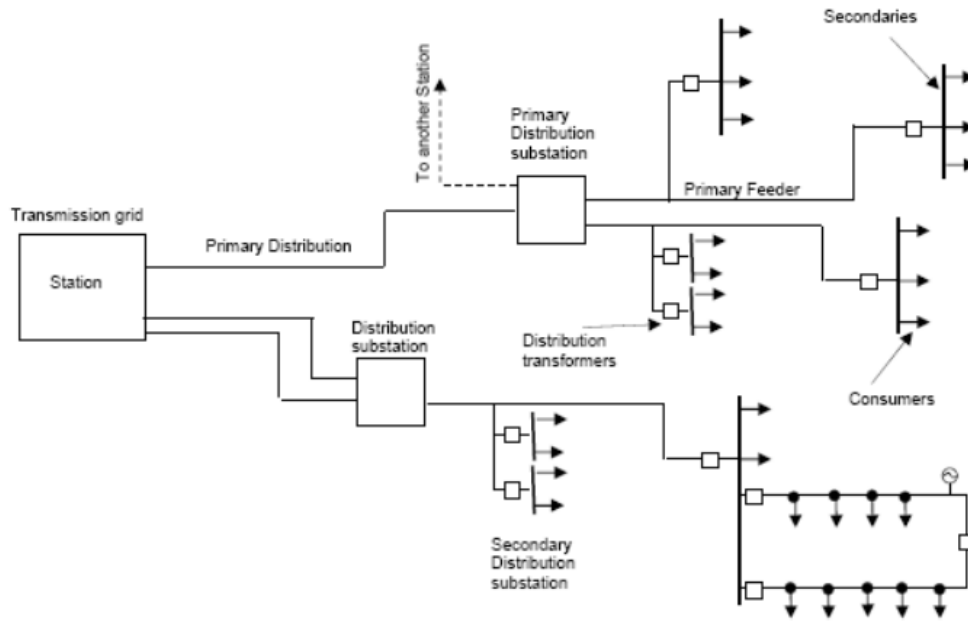 Secondaries
To another Station
Primary
Distribution
substation
Primary Feeder
Transmission grid
Primary Distribution
Station
Distribution
substation
Distribution
transformers
Consumers
Secondary
Distribution
substation